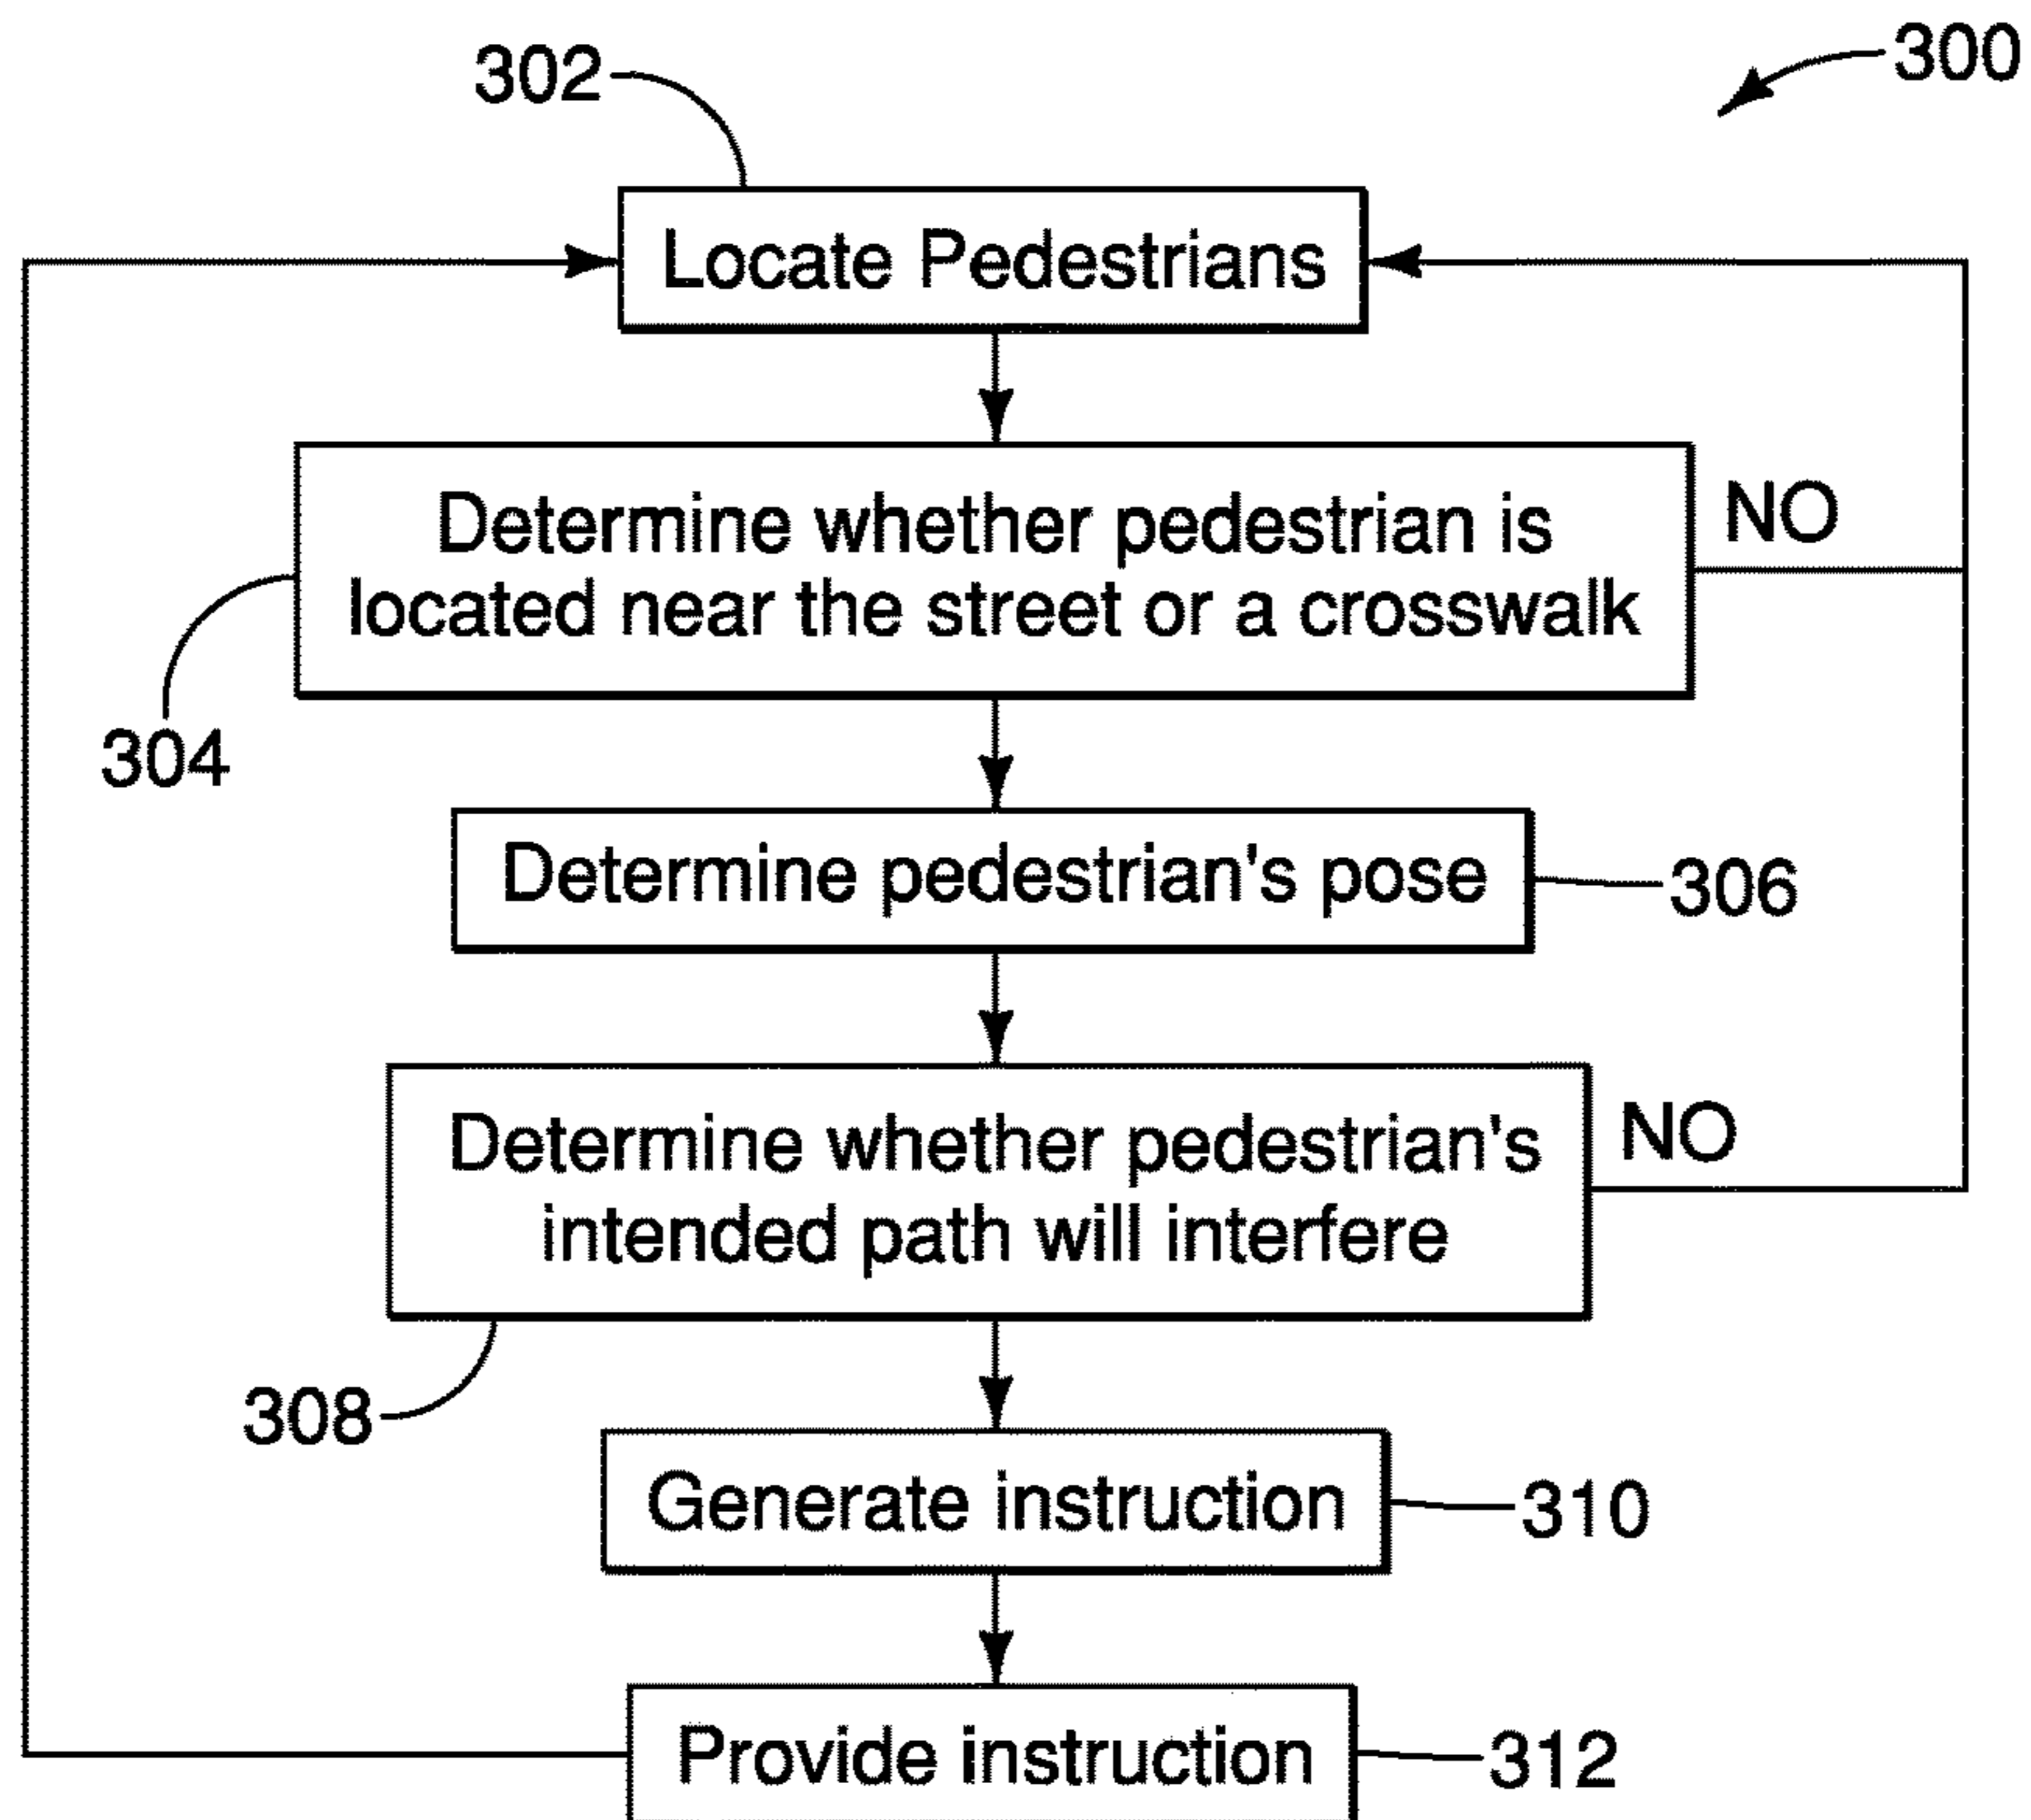 302
300
Locate Pedestrians
Determine whether pedestrian is
located near the street or a crosswalk
NO
304
Determine pedestrian's pose
306
Determine whether pedestrian's
intended path will interfere
NO
308
Generate instruction
310
Provide instruction
312